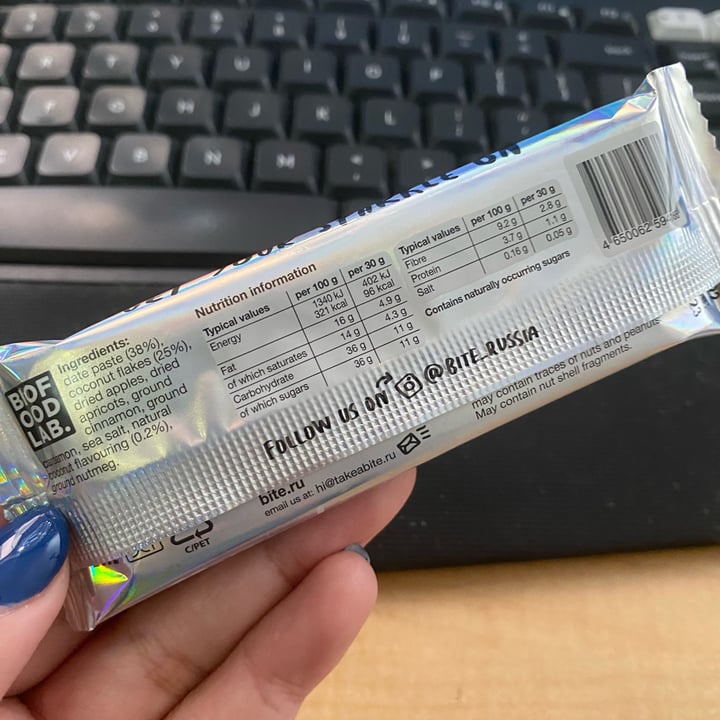 BOF
OOD
LAB.
Ingredients:
date paste (38%),
coconut flakes (25%),
dried apples, dried
apricots, ground
cinnamon, ground
cardamon, sea salt, natural
coconut flavouring (0.2%),
ground nutmeg.
Nutrition information
Typical values per 100 g per 30 g
Energy 1340 kJ 402 kJ
321 kcal 96 kcal
Fat 16 g 4.9 g
of which saturates 14 g 4.3 g
Carbohydrate 36 g 11 g
of which sugars 36 g 11 g
Typical values per 100 g per 30 g
Fibre 9.2 g 2.8 g
Protein 3.7 g 1.1 g
Salt 0.16 g 0.05 g
Contains naturally occurring sugars
4 650062 59
FOLLOW US ON @BITE_RUSSIA
may contain traces of nuts and peanuts
May contain nut shell fragments.
bite.ru
email us at: hi@takeabite.ru
C/PET